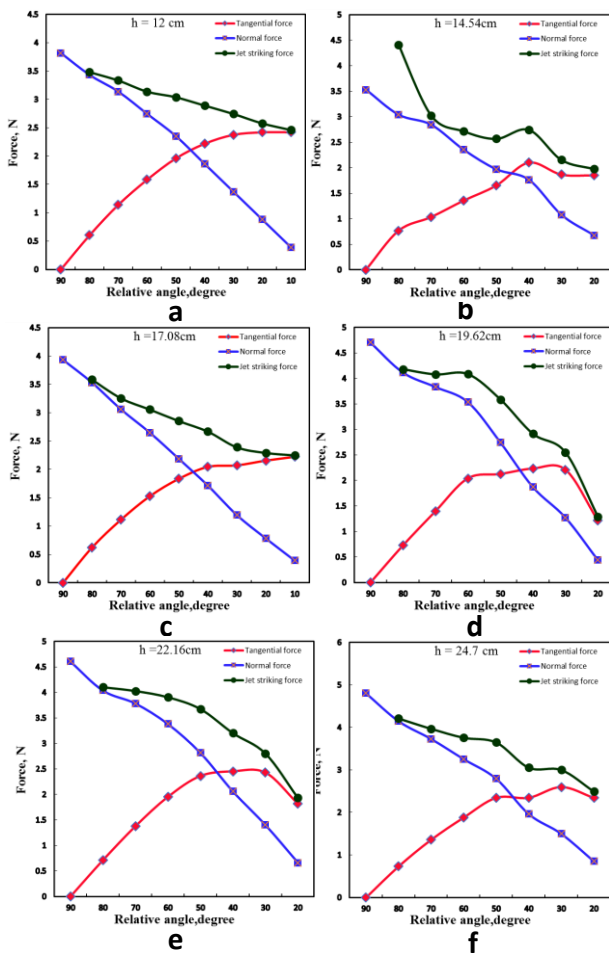 h = 12 cm
Tangential force
Normal force
Jet striking force
Force, N
4.5
4
3.5
3
2.5
2
1.5
1
0.5
0
90 80 70 60 50 40 30 20 10
Relative angle,degree
a
h =14.54cm
Tangential force
Normal force
Jet striking force
Force, N
5
4.5
4
3.5
3
2.5
2
1.5
1
0.5
0
90 80 70 60 50 40 30 20
Relative angle,degree
b
h =17.08cm
Tangential force
Normal force
Jet striking force
Force, N
4.5
4
3.5
3
2.5
2
1.5
1
0.5
0
90 80 70 60 50 40 30 20 10
Relative angle,degree
c
h =19.62cm
Tangential force
Normal force
Jet striking force
Force, N
5
4.5
4
3.5
3
2.5
2
1.5
1
0.5
0
90 80 70 60 50 40 30 20
Relative angle,degree
d
h =22.16cm
Tangential force
Normal force
Jet striking force
Force, N
5
4.5
4
3.5
3
2.5
2
1.5
1
0.5
0
90 80 70 60 50 40 30 20
Relative angle,degree
e
h = 24.7 cm
Tangential force
Normal force
Jet striking force
Force, N
6
5
4
3
2
1
0
90 80 70 60 50 40 30 20
Relative angle,degree
f